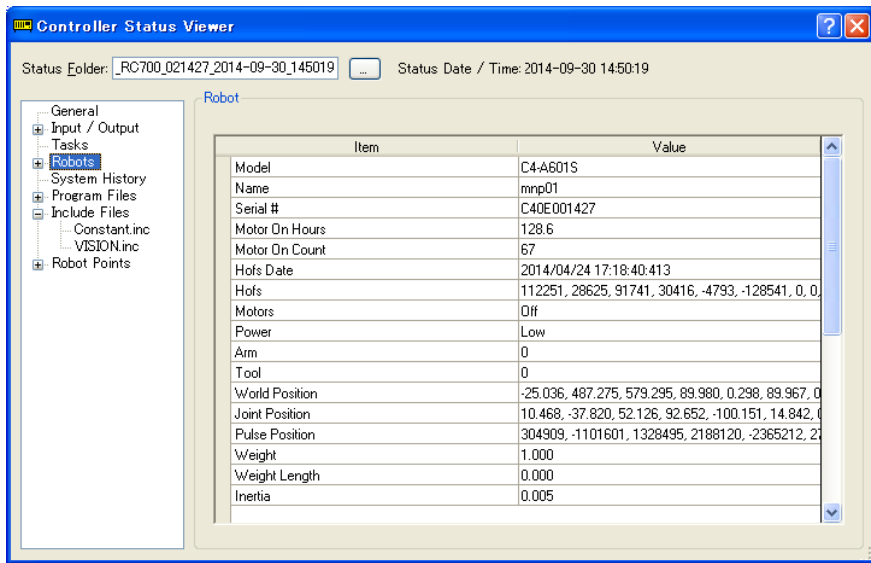 Controller Status Viewer
Status Folder: _RC700_021427_2014-09-30_145019 ... Status Date / Time: 2014-09-30 14:50:19
General
Input / Output
Tasks
Robots
System History
Program Files
Include Files
Constant.inc
VISION.inc
Robot Points
Robot
Item Value
Model C4-A601S
Name mnp01
Serial # C40E001427
Motor On Hours 128.6
Motor On Count 67
Hofs Date 2014/04/24 17:18:40:413
Hofs 112251, 28625, 91741, 30416, -4793, -128541, 0, 0,
Motors Off
Power Low
Arm 0
Tool 0
World Position -25.036, 487.275, 579.295, 89.980, 0.298, 89.967,
Joint Position 10.468, -37.820, 52.126, 92.652, -100.151, 14.842,
Pulse Position 304909, -1101601, 1328495, 2188120, -2365212,
Weight 1.000
Weight Length 0.000
Inertia 0.005